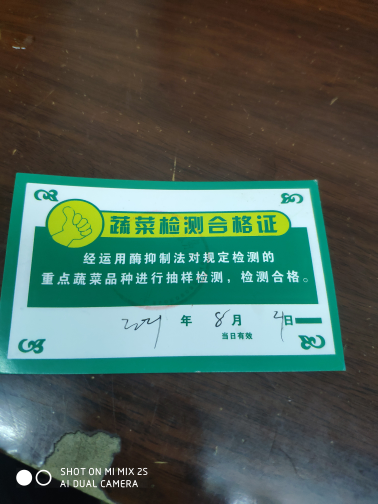 蔬菜检测合格证
经运用酶抑制法对规定检测的
重点蔬菜品种进行抽样检测，检测合格。
2021 年 8 月 4 日
当日有效
SHOT ON MI MIX 2S
AI DUAL CAMERA